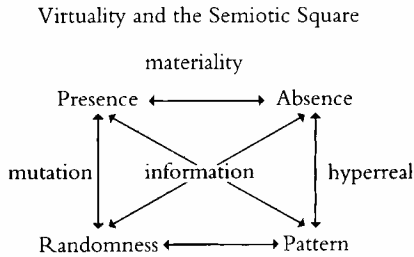 Virtuality and the Semiotic Square
materiality
Presence Absence
mutation information hyperreal
Randomness Pattern